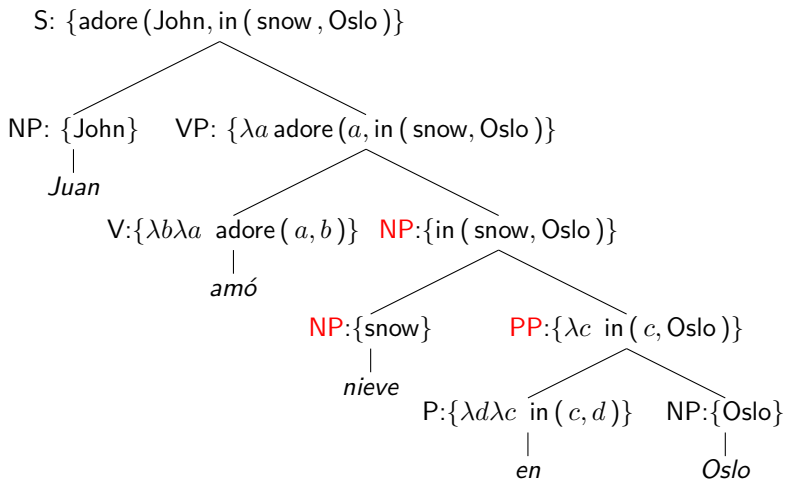 S: {adore (John, in ( snow , Oslo )}
NP: {John} VP: {λa adore (a, in ( snow, Oslo )}
Juan
V:{λbλa adore ( a, b )} NP:{in ( snow, Oslo )}
amó
NP:{snow} PP:{λc in ( c, Oslo )}
nieve
P:{λdλc in ( c, d )} NP:{Oslo}
en Oslo